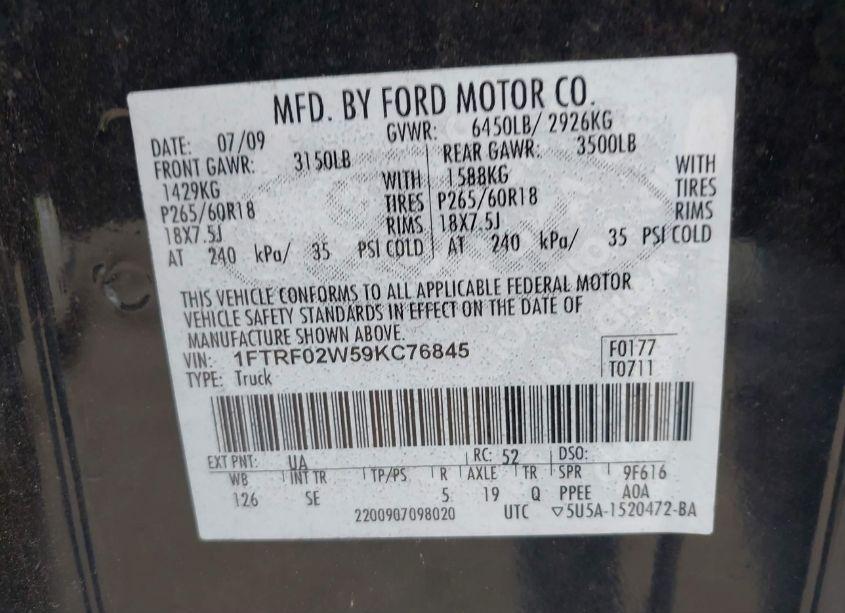 MFD. BY FORD MOTOR CO.
DATE: 07/09 GVWR: 6450LB/ 2926KG
FRONT GAWR: 3150LB REAR GAWR: 3500LB
1429KG WITH 1588KG WITH
P265/60R18 TIRES P265/60R18 TIRES
18X7.5J RIMS 18X7.5J RIMS
AT 240 kPa/ 35 PSI COLD AT 240 kPa/ 35 PSI COLD
THIS VEHICLE CONFORMS TO ALL APPLICABLE FEDERAL MOTOR
VEHICLE SAFETY STANDARDS IN EFFECT ON THE DATE OF
MANUFACTURE SHOWN ABOVE.
VIN: 1FTRF02W59KC76845 F0177
TYPE: Truck T0711
EXT PNT: UA RC: 52 DSO:
WB INT TR TP/PS R AXLE TR SPR 9F616
126 SE 5 19 Q PPEE A0A
2200907098020 UTC ▽5U5A-1520472-BA